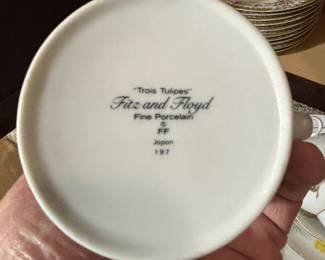 "Trois Tulipes"
Fitz and Floyd
Fine Porcelain
©
FF
Japan
197